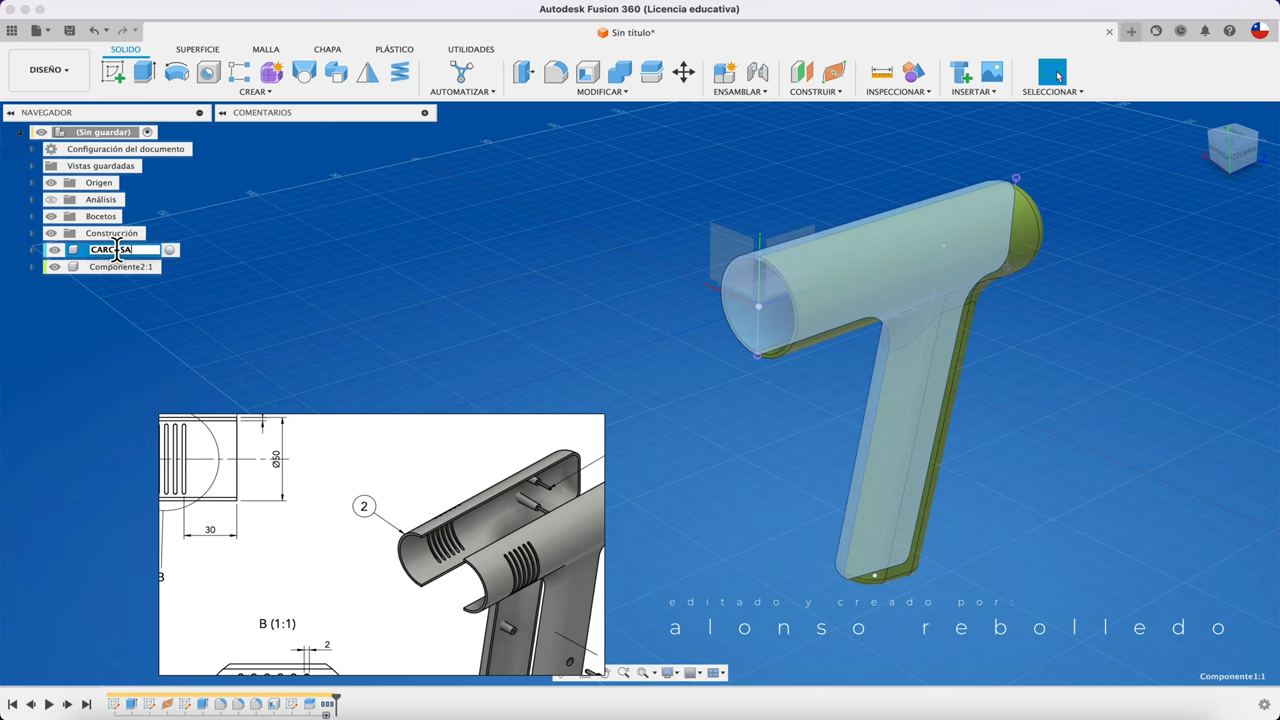 Autodesk Fusion 360 (Licencia educativa)
Sin título*
DISEÑO
SOLIDO
SUPERFICIE
MALLA
CHAPA
PLÁSTICO
UTILIDADES
CREAR
AUTOMATIZAR
MODIFICAR
ENSAMBLAR
CONSTRUIR
INSPECCIONAR
INSERTAR
SELECCIONAR
NAVEGADOR
COMENTARIOS
(Sin guardar)
Configuración del documento
Vistas guardadas
Origen
Análisis
Bocetos
Construcción
CARCASA
Componente2:1
Ø50
30
2
B
B (1:1)
2
editado y creado por:
alonso rebolledo
Componente1:1